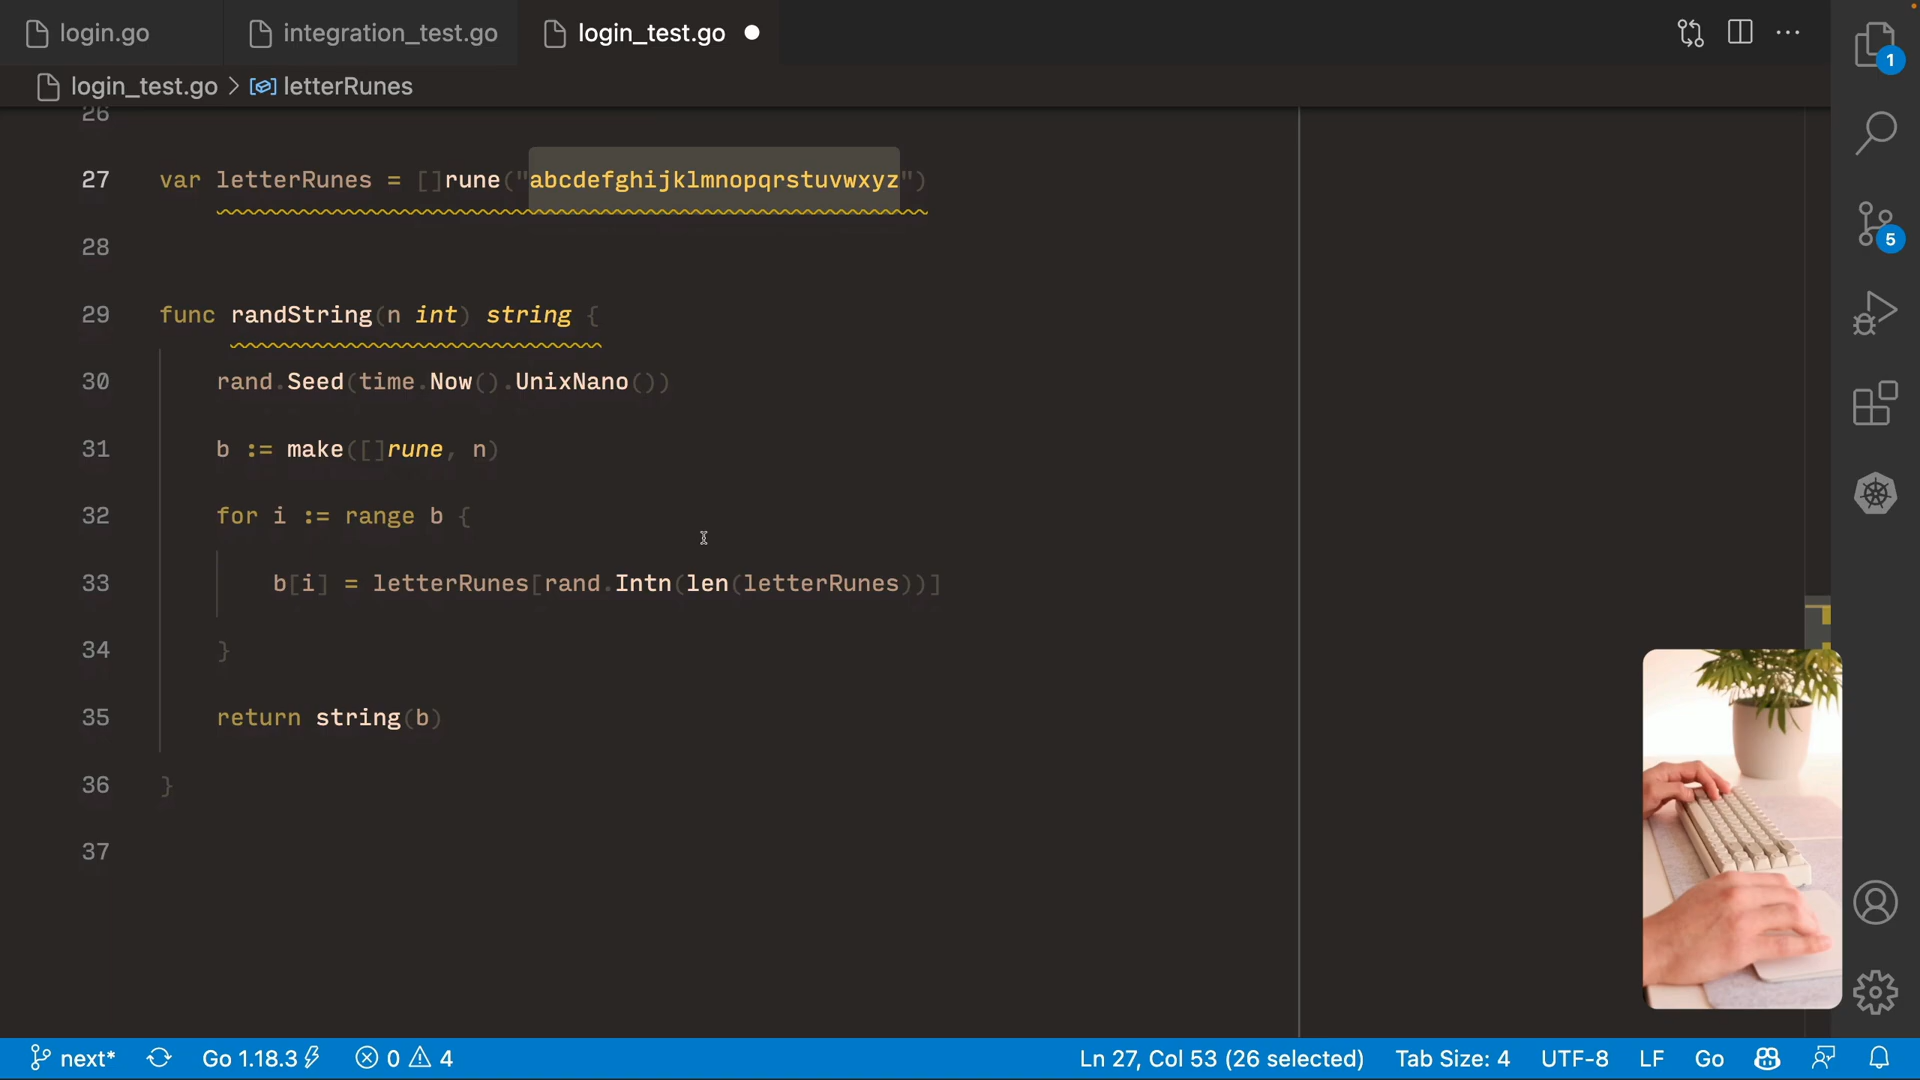 login.go
integration_test.go
login_test.go
login_test.go > letterRunes
26
27 var letterRunes = []rune("abcdefghijklmnopqrstuvwxyz")
28
29 func randString(n int) string {
30 rand.Seed(time.Now().UnixNano())
31 b := make([]rune, n)
32 for i := range b {
33 b[i] = letterRunes[rand.Intn(len(letterRunes))]
34 }
35 return string(b)
36 }
37
1
5
next* Go 1.18.3 0 4 Ln 27, Col 53 (26 selected) Tab Size: 4 UTF-8 LF Go